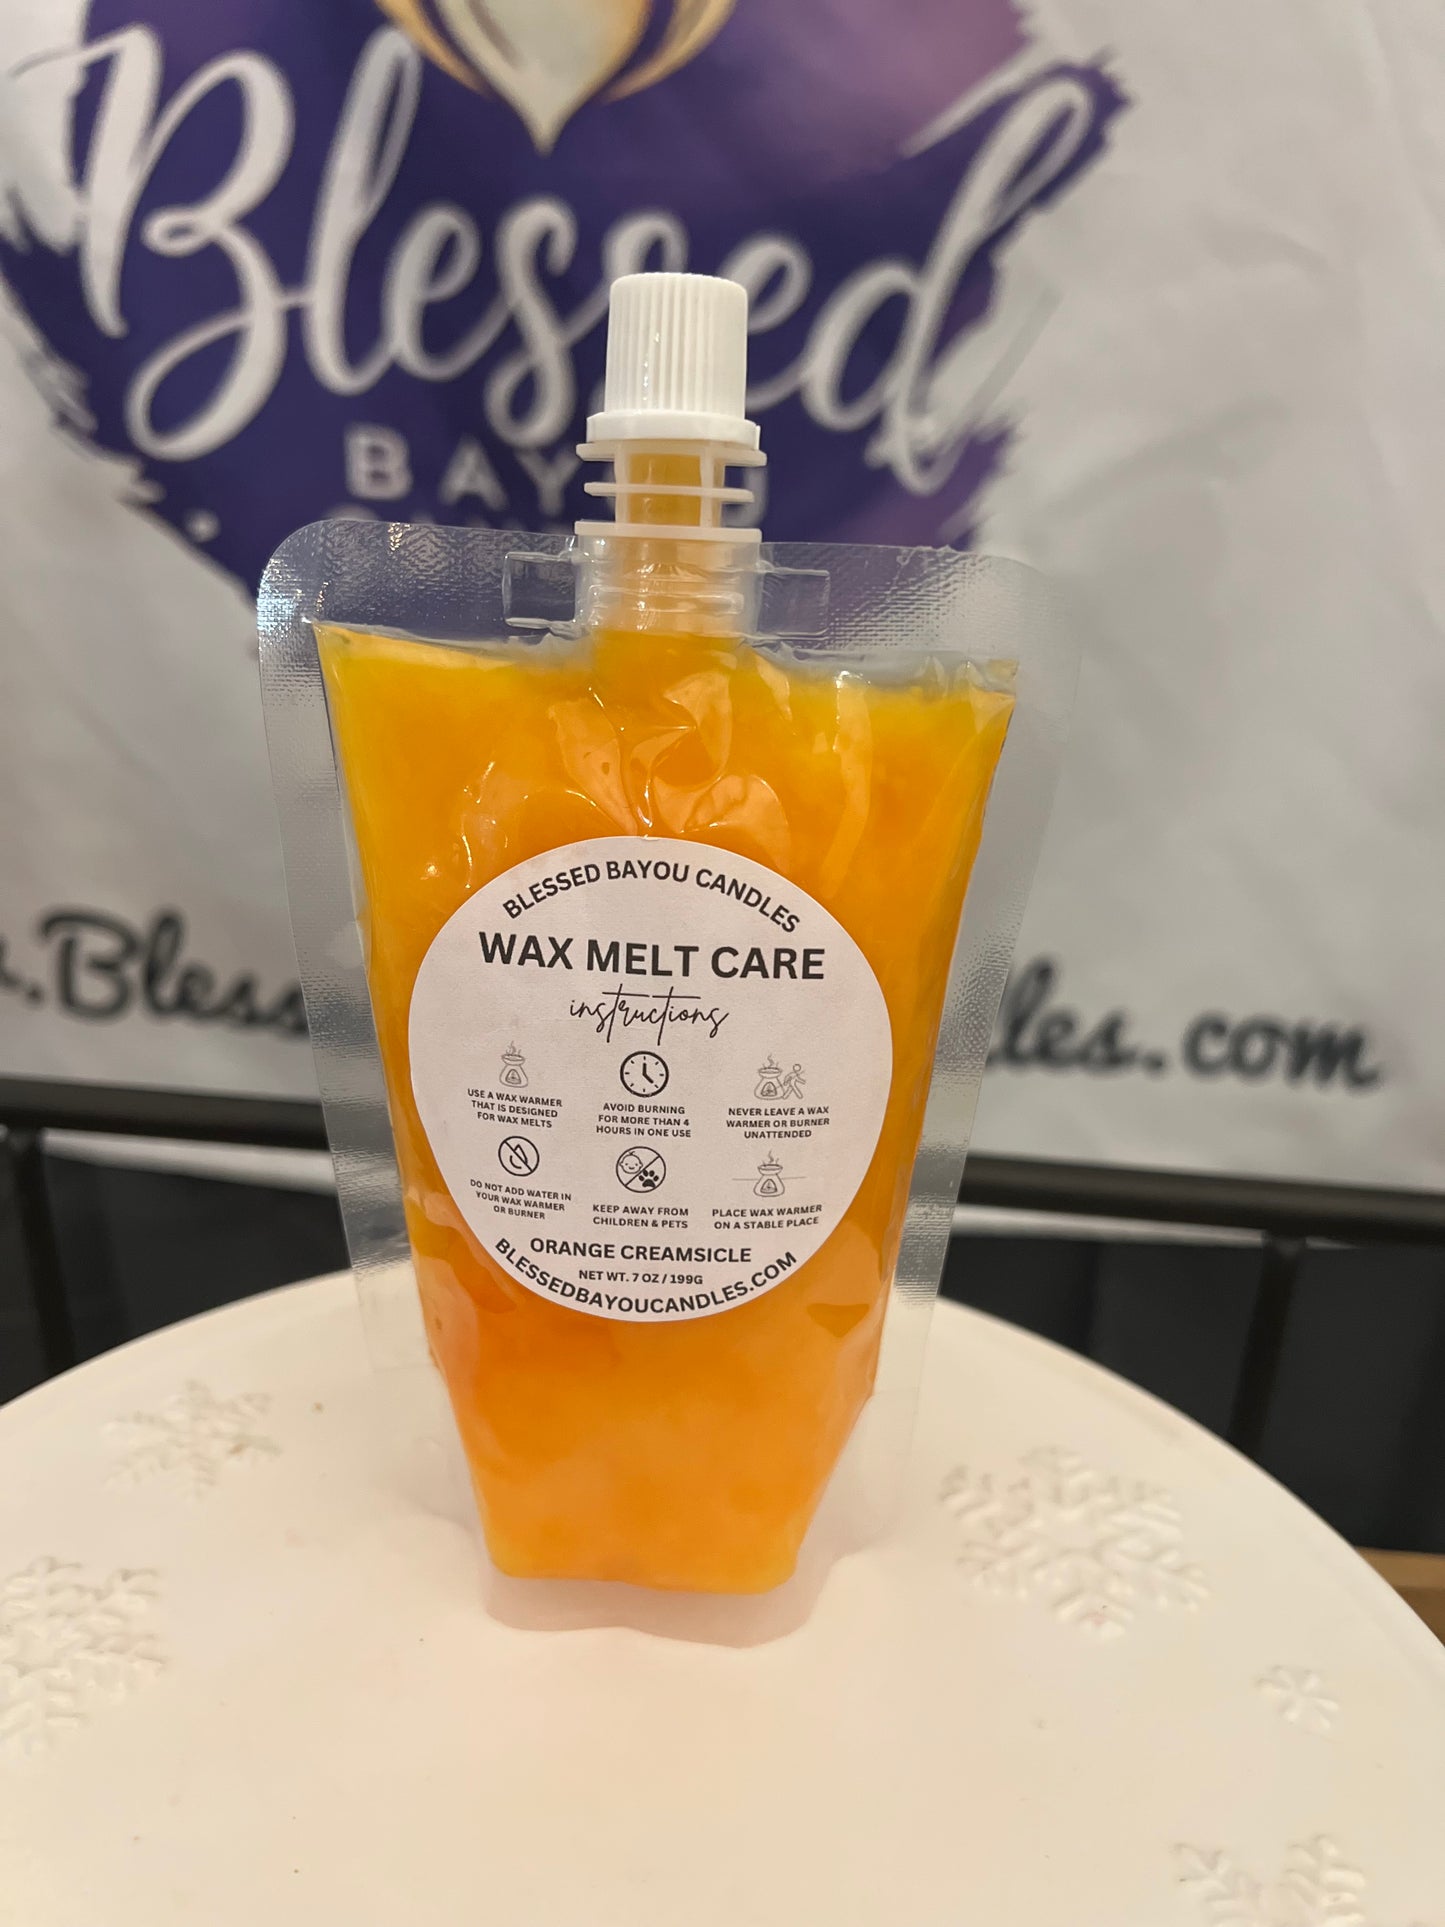 Blessed
BAYOU
BLESSED BAYOU CANDLES
WAX MELT CARE
instructions
USE A WAX WARMER
THAT IS DESIGNED
FOR WAX MELTS
AVOID BURNING
FOR MORE THAN 4
HOURS IN ONE USE
NEVER LEAVE A WAX
WARMER OR BURNER
UNATTENDED
DO NOT ADD WATER IN
YOUR WAX WARMER
OR BURNER
KEEP AWAY FROM
CHILDREN & PETS
PLACE WAX WARMER
ON A STABLE PLACE
ORANGE CREAMSICLE
NET WT. 7 OZ / 199G
BLESSEDBAYOUCANDLES.COM
.Bless les.com